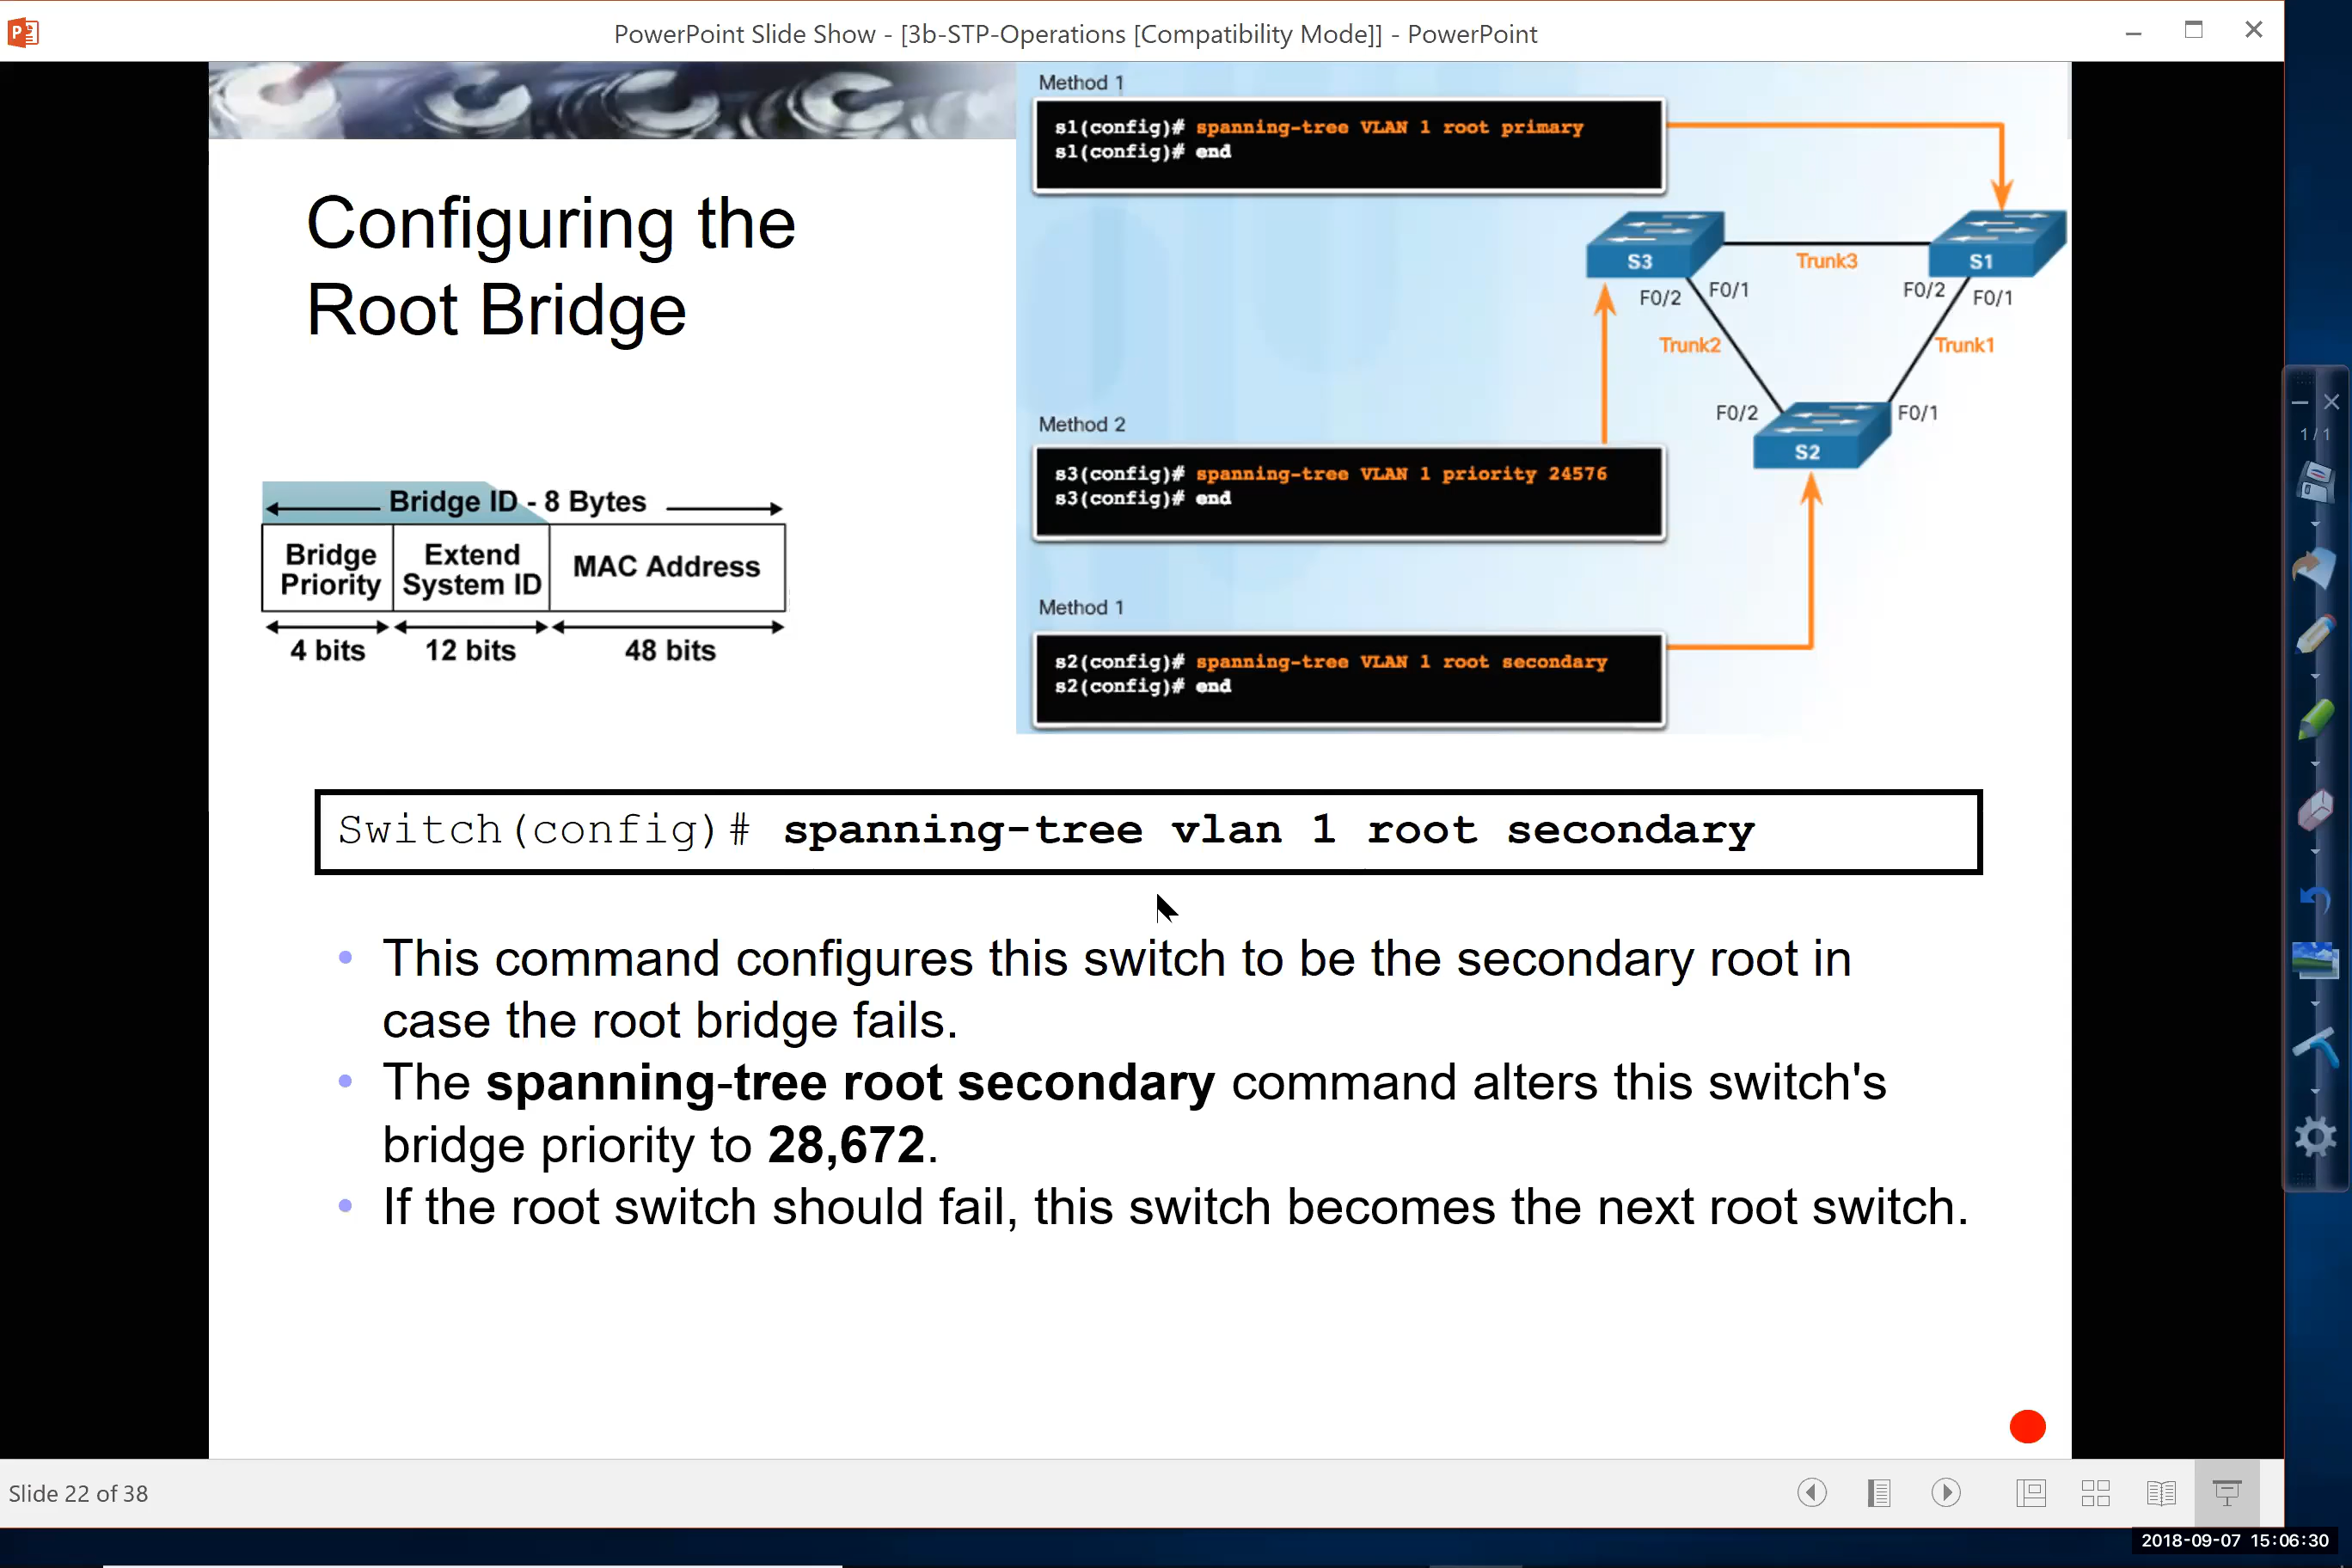 PowerPoint Slide Show - [3b-STP-Operations [Compatibility Mode]] - PowerPoint
Configuring the
Root Bridge
Bridge ID - 8 Bytes
Bridge Priority
Extend System ID
MAC Address
4 bits
12 bits
48 bits
Method 1
s1(config)# spanning-tree VLAN 1 root primary
s1(config)# end
S3
Trunk3
S1
F0/2
F0/1
F0/2
F0/1
Trunk2
Trunk1
F0/2
F0/1
S2
Method 2
s3(config)# spanning-tree VLAN 1 priority 24576
s3(config)# end
Method 1
s2(config)# spanning-tree VLAN 1 root secondary
s2(config)# end
Switch(config)# spanning-tree vlan 1 root secondary
• This command configures this switch to be the secondary root in
case the root bridge fails.
• The spanning-tree root secondary command alters this switch's
bridge priority to 28,672.
• If the root switch should fail, this switch becomes the next root switch.
1/1
Slide 22 of 38
2018-09-07 15:06:30